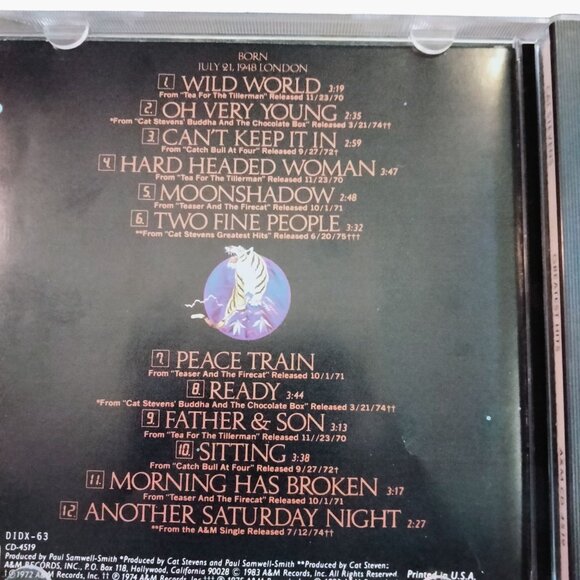 BORN
JULY 21, 1948 LONDON
1. WILD WORLD 3:19
From "Tea For The Tillerman" Released 11/23/70
2. OH VERY YOUNG 2:35
*From "Cat Stevens' Buddha And The Chocolate Box" Released 3/21/74††
3. CAN'T KEEP IT IN 2:59
From "Catch Bull At Four" Released 9/27/72†
4. HARD HEADED WOMAN 3:47
From "Tea For The Tillerman" Released 11/23/70
5. MOONSHADOW 2:48
From "Teaser And The Firecat" Released 10/1/71
6. TWO FINE PEOPLE 3:32
**From "Cat Stevens Greatest Hits" Released 6/20/75†††
7. PEACE TRAIN
From "Teaser And The Firecat" Released 10/1/71
8. READY 3:44
*From "Cat Stevens' Buddha And The Chocolate Box" Released 3/21/74††
9. FATHER & SON 3:13
From "Tea For The Tillerman" Released 11/23/70
10. SITTING 3:38
From "Catch Bull At Four" Released 9/27/72†
11. MORNING HAS BROKEN 3:17
From "Teaser And The Firecat" Released 10/1/71
12. ANOTHER SATURDAY NIGHT 2:27
**From the A&M Single Released 7/12/74††
DIDX-63
CD-4519
Produced by Paul Samwell-Smith *Produced by Cat Stevens and Paul Samwell-Smith **Produced by Cat Stevens
A&M RECORDS, INC. P.O. Box 118, Hollywood, California 90028 © 1983 A&M Records, Inc. All Rights Reserved. Printed in U.S.A.
†℗1972 A&M Records, Inc. †† ℗ 1974 A&M Records, Inc.
GREATEST HITS